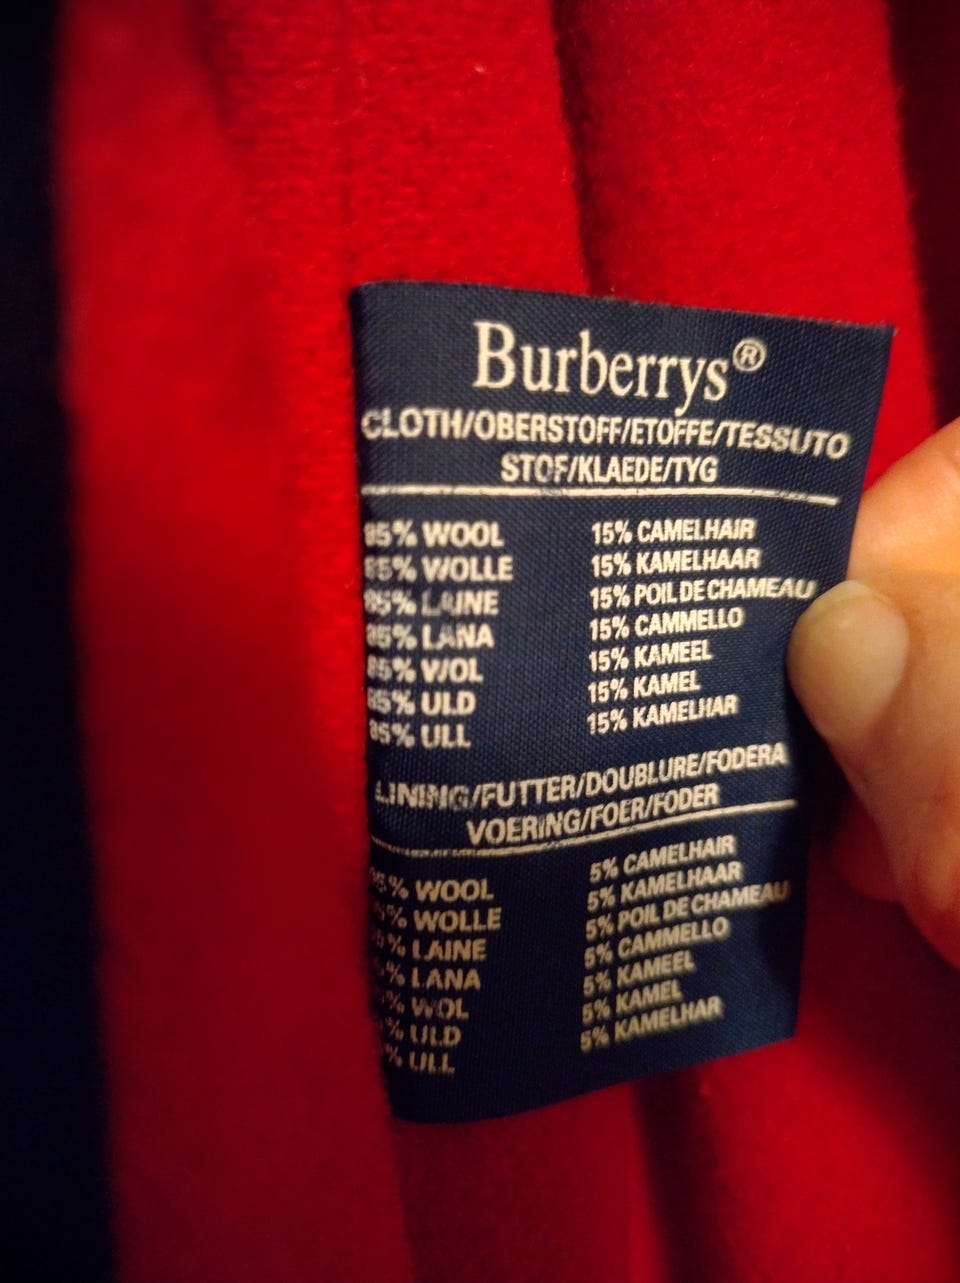 Burberrys®
CLOTH/OBERSTOFF/ETOFFE/TESSUTO
STOF/KLAEDE/TYG
85% WOOL 15% CAMELHAIR
85% WOLLE 15% KAMELHAAR
85% LAINE 15% POIL DE CHAMEAU
85% LANA 15% CAMMELLO
85% WOL 15% KAMEEL
85% ULD 15% KAMEL
85% ULL 15% KAMELHAR
LINING/FUTTER/DOUBLURE/FODERA
VOERING/FOER/FODER
WOOL 5% CAMELHAIR
WOLLE 5% KAMELHAAR
LAINE 5% POIL DE CHAMEAU
LANA 5% CAMMELLO
WOL 5% KAMEEL
ULD 5% KAMEL
ULL 5% KAMELHAR